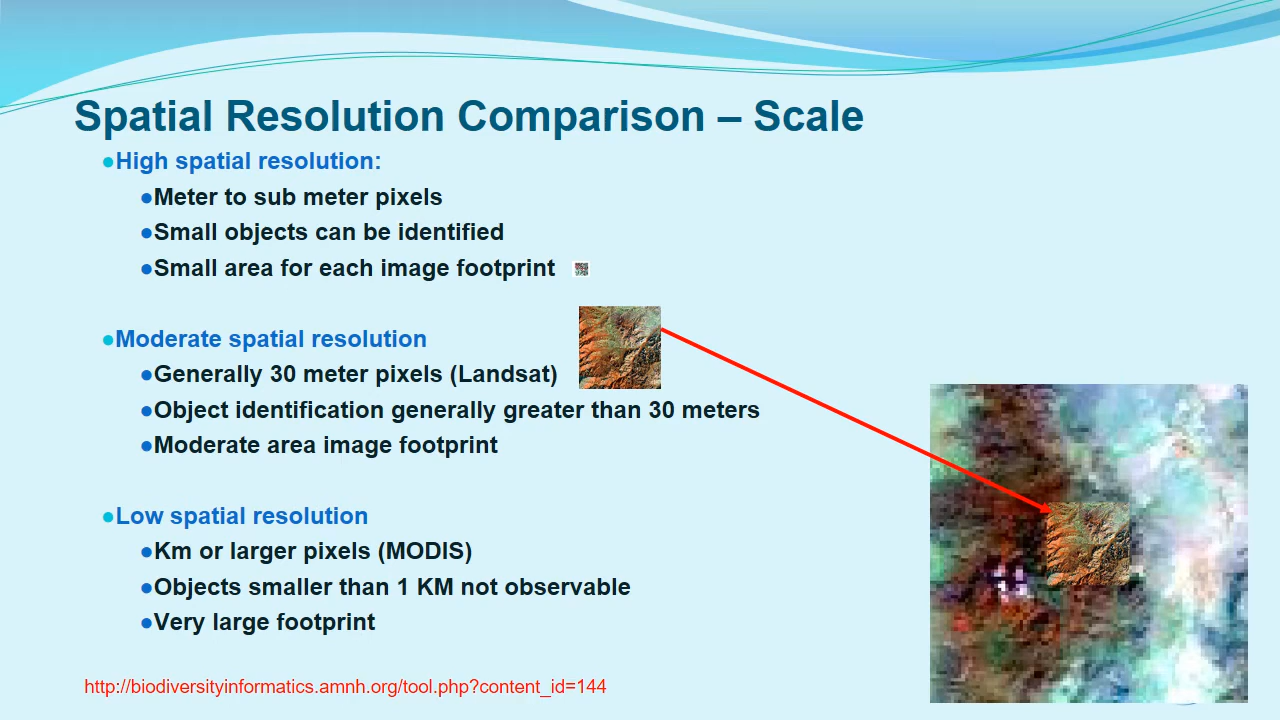 Spatial Resolution Comparison – Scale
●High spatial resolution:
●Meter to sub meter pixels
●Small objects can be identified
●Small area for each image footprint
●Moderate spatial resolution
●Generally 30 meter pixels (Landsat)
●Object identification generally greater than 30 meters
●Moderate area image footprint
●Low spatial resolution
●Km or larger pixels (MODIS)
●Objects smaller than 1 KM not observable
●Very large footprint
http://biodiversityinformatics.amnh.org/tool.php?content_id=144